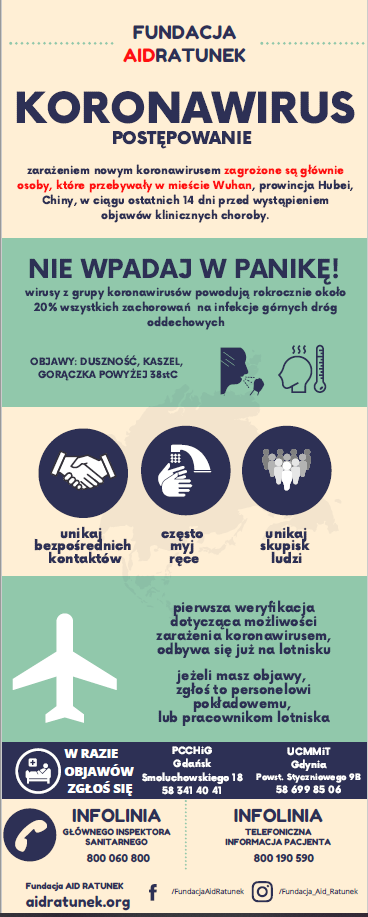 FUNDACJA
AIDRATUNEK
KORONAWIRUS
POSTĘPOWANIE
zarażeniem nowym koronawirusem zagrożone są głównie
osoby, które przebywały w mieście Wuhan, prowincja Hubei,
Chiny, w ciągu ostatnich 14 dni przed wystąpieniem
objawów klinicznych choroby.
NIE WPADAJ W PANIKĘ!
wirusy z grupy koronawirusów powodują rokrocznie około
20% wszystkich zachorowań na infekcje górnych dróg
oddechowych
OBJAWY: DUSZNOŚĆ, KASZEL,
GORĄCZKA POWYŻEJ 38stC
unikaj
bezpośrednich
kontaktów
często
myj
ręce
unikaj
skupisk
ludzi
pierwsza weryfikacja
dotycząca możliwości
zarażenia koronawirusem,
odbywa się już na lotnisku
jeżeli masz objawy,
zgłoś to personelowi
pokładowemu,
lub pracownikom lotniska
W RAZIE
OBJAWÓW
ZGŁOŚ SIĘ
PCCHiG
Gdańsk
Smoluchowskiego 18
58 341 40 41
UCMMiT
Gdynia
Powst. Styczniowego 9B
58 699 85 06
INFOLINIA
GŁÓWNEGO INSPEKTORA
SANITARNEGO
800 060 800
INFOLINIA
TELEFONICZNA
INFORMACJA PACJENTA
800 190 590
Fundacja AID RATUNEK
aidratunek.org
/FundacjaAidRatunek
/Fundacja_Aid_Ratunek